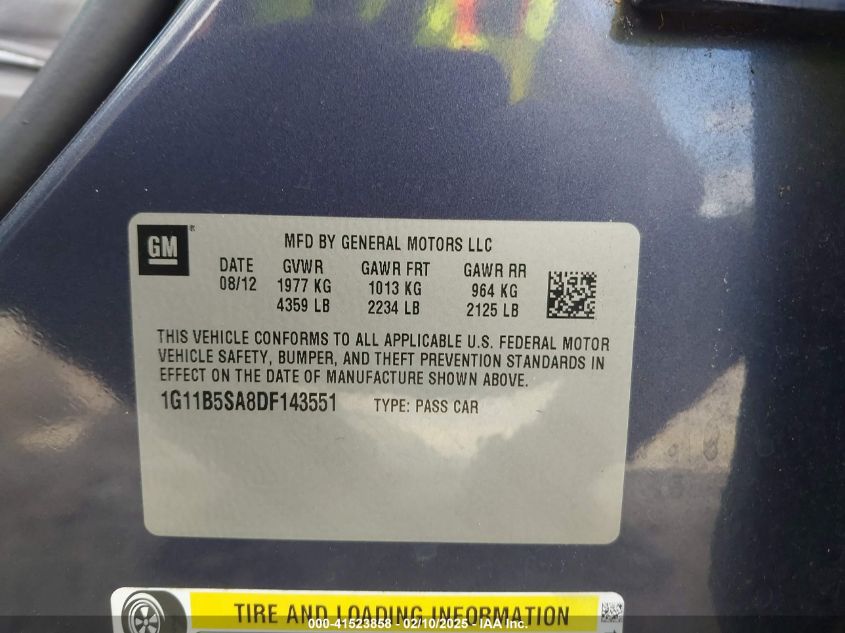 GM ®
MFD BY GENERAL MOTORS LLC
DATE GVWR GAWR FRT GAWR RR
08/12 1977 KG 1013 KG 964 KG
4359 LB 2234 LB 2125 LB
THIS VEHICLE CONFORMS TO ALL APPLICABLE U.S. FEDERAL MOTOR
VEHICLE SAFETY, BUMPER, AND THEFT PREVENTION STANDARDS IN
EFFECT ON THE DATE OF MANUFACTURE SHOWN ABOVE.
1G11B5SA8DF143551 TYPE: PASS CAR
TIRE AND LOADING INFORMATION
000-41523858 - 02/10/2025 - IAA Inc.